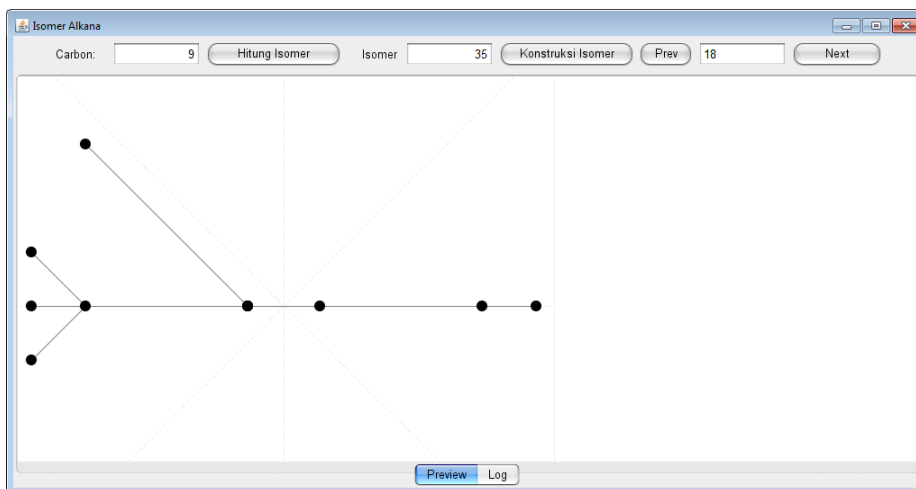 Isomer Alkana
Carbon: 9 Hitung Isomer Isomer 35 Konstruksi Isomer Prev 18 Next
Preview Log